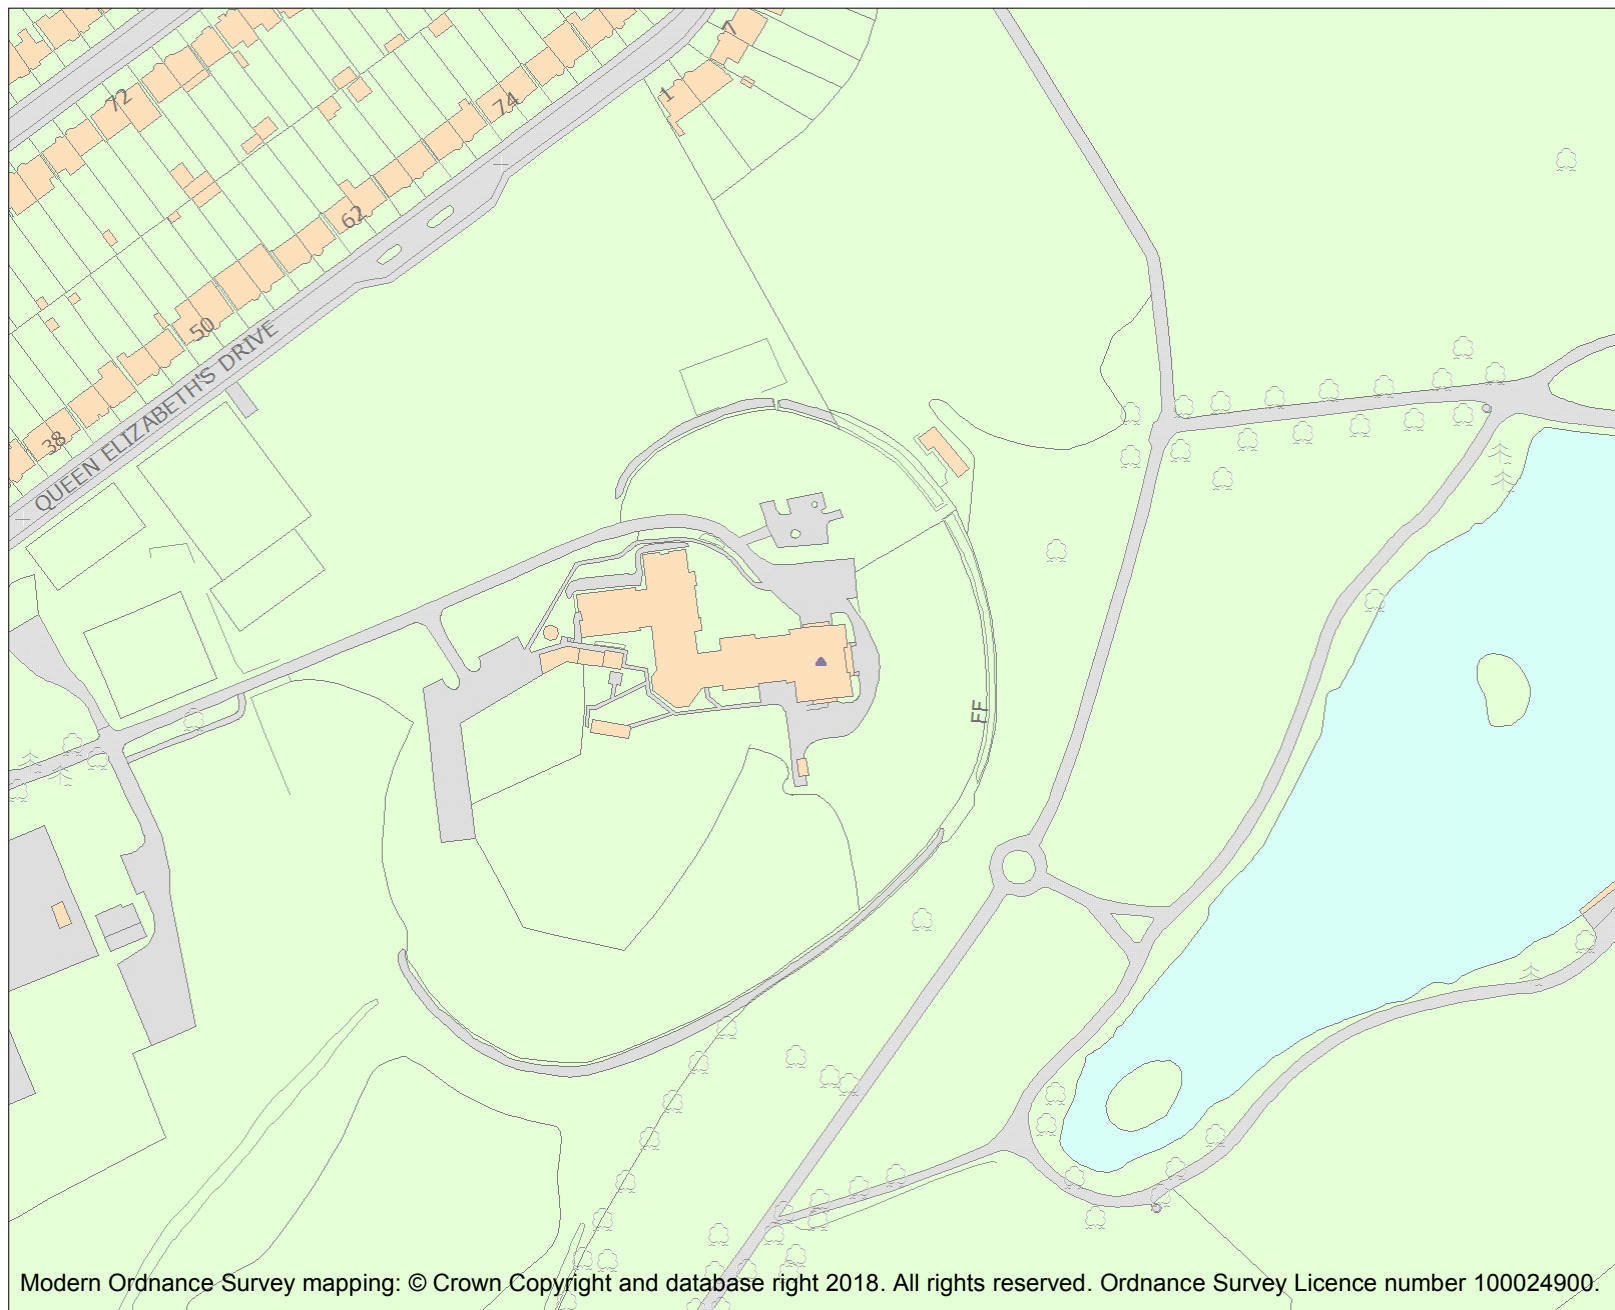 7
1
72
74
62
50
QUEEN ELIZABETH'S DRIVE
38
FF
Modern Ordnance Survey mapping: © Crown Copyright and database right 2018. All rights reserved. Ordnance Survey Licence number 100024900.